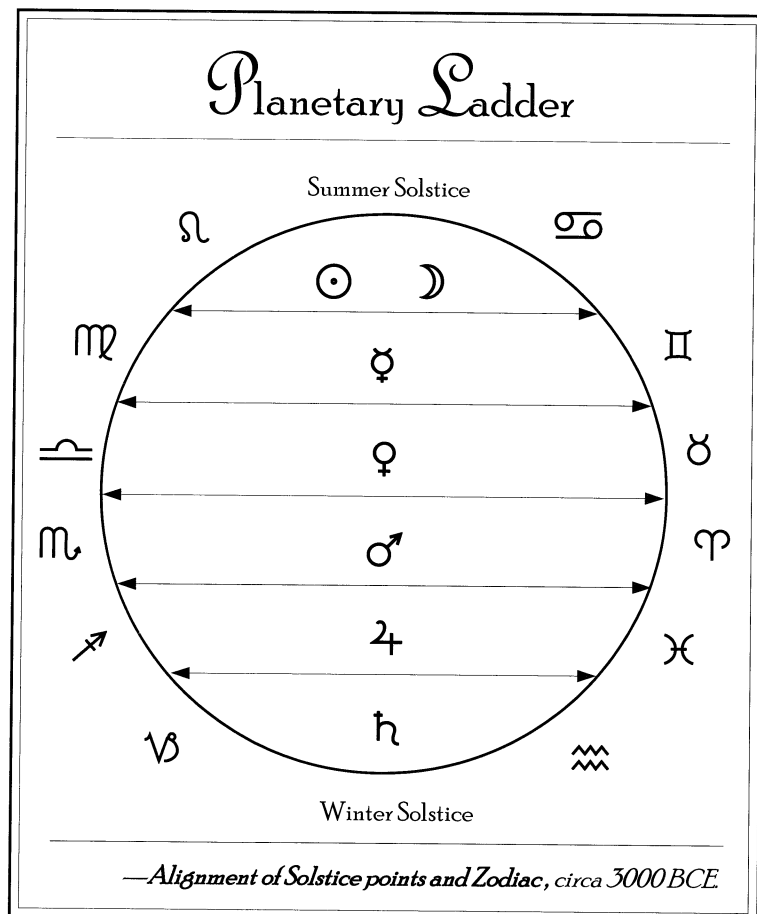 Planetary Ladder
Summer Solstice
♌ ♋
☉ ☽
♍ ☿ ♊
♎ ♀ ♉
♏ ♂ ♈
♐ ♃ ♓
♑ ♄ ♒
Winter Solstice
—Alignment of Solstice points and Zodiac, circa 3000 BCE.